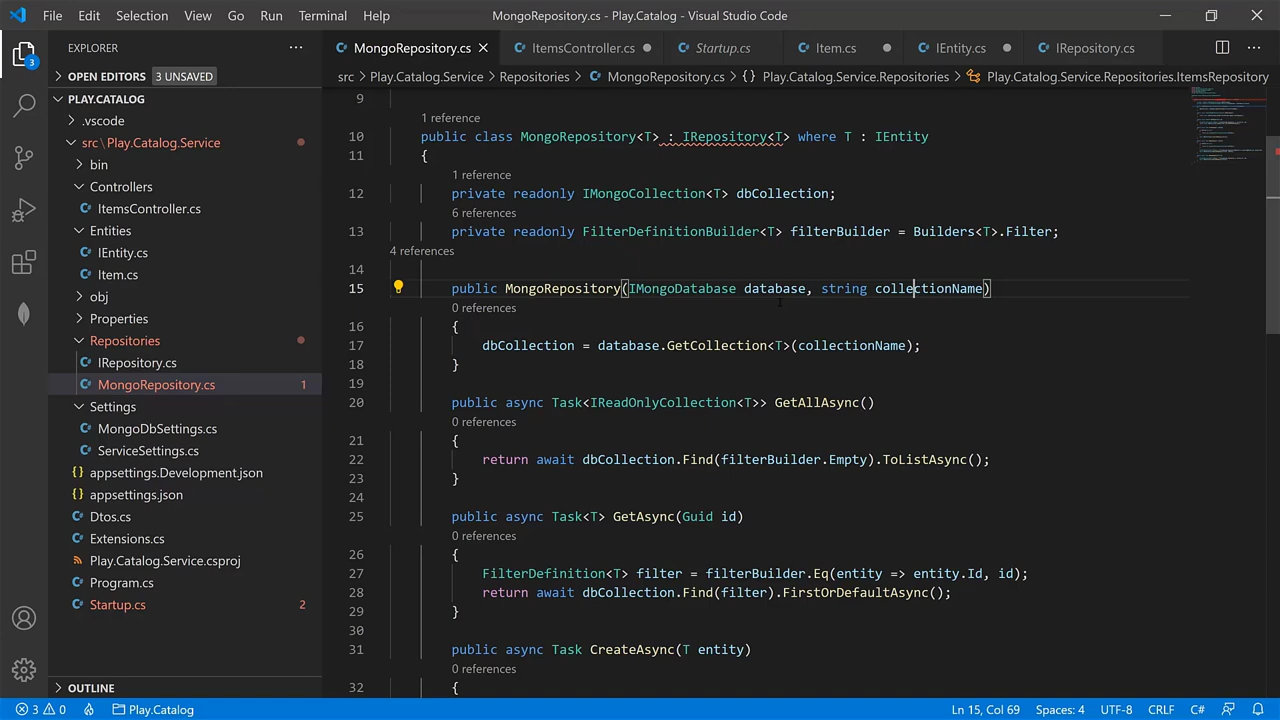 File Edit Selection View Go Run Terminal Help MongoRepository.cs - Play.Catalog - Visual Studio Code
EXPLORER
MongoRepository.cs ItemsController.cs Startup.cs Item.cs IEntity.cs IRepository.cs
OPEN EDITORS 3 UNSAVED
src > Play.Catalog.Service > Repositories > MongoRepository.cs > {} Play.Catalog.Service.Repositories > Play.Catalog.Service.Repositories.ItemsRepository
3
PLAY.CATALOG
.vscode
src \ Play.Catalog.Service
bin
Controllers
ItemsController.cs
Entities
IEntity.cs
Item.cs
obj
Properties
Repositories
IRepository.cs
MongoRepository.cs 1
Settings
MongoDbSettings.cs
ServiceSettings.cs
{} appsettings.Development.json
{} appsettings.json
Dtos.cs
Extensions.cs
Play.Catalog.Service.csproj
Program.cs
Startup.cs 2
OUTLINE
9
1 reference
10 public class MongoRepository<T> : IRepository<T> where T : IEntity
11 {
1 reference
12 private readonly IMongoCollection<T> dbCollection;
6 references
13 private readonly FilterDefinitionBuilder<T> filterBuilder = Builders<T>.Filter;
4 references
14
15 public MongoRepository(IMongoDatabase database, string collectionName)
0 references
16 {
17 dbCollection = database.GetCollection<T>(collectionName);
18 }
19
20 public async Task<IReadOnlyCollection<T>> GetAllAsync()
0 references
21 {
22 return await dbCollection.Find(filterBuilder.Empty).ToListAsync();
23 }
24
25 public async Task<T> GetAsync(Guid id)
0 references
26 {
27 FilterDefinition<T> filter = filterBuilder.Eq(entity => entity.Id, id);
28 return await dbCollection.Find(filter).FirstOrDefaultAsync();
29 }
30
31 public async Task CreateAsync(T entity)
0 references
32 {
3 0 Play.Catalog Ln 15, Col 69 Spaces: 4 UTF-8 CRLF C#